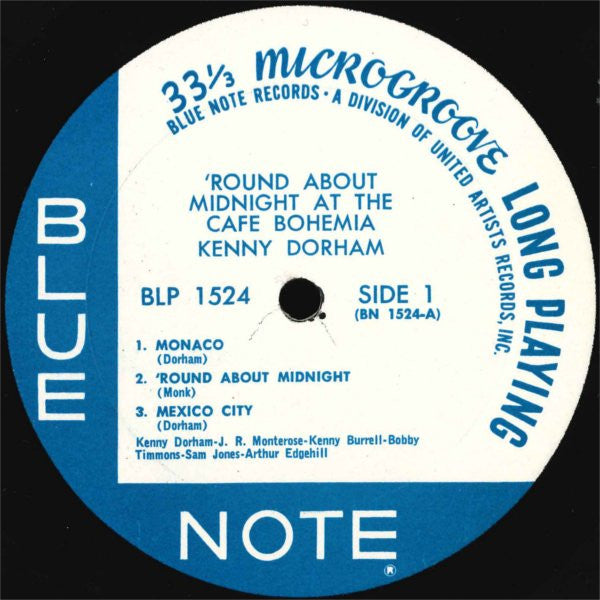 33⅓ MICROGROOVE LONG PLAYING
BLUE NOTE RECORDS • A DIVISION OF UNITED ARTISTS RECORDS, INC.
'ROUND ABOUT
MIDNIGHT AT THE
CAFE BOHEMIA
KENNY DORHAM
BLP 1524
SIDE 1
(BN 1524-A)
1. MONACO
(Dorham)
2. 'ROUND ABOUT MIDNIGHT
(Monk)
3. MEXICO CITY
(Dorham)
Kenny Dorham-J. R. Monterose-Kenny Burrell-Bobby
Timmons-Sam Jones-Arthur Edgehill
BLUE
NOTE
®